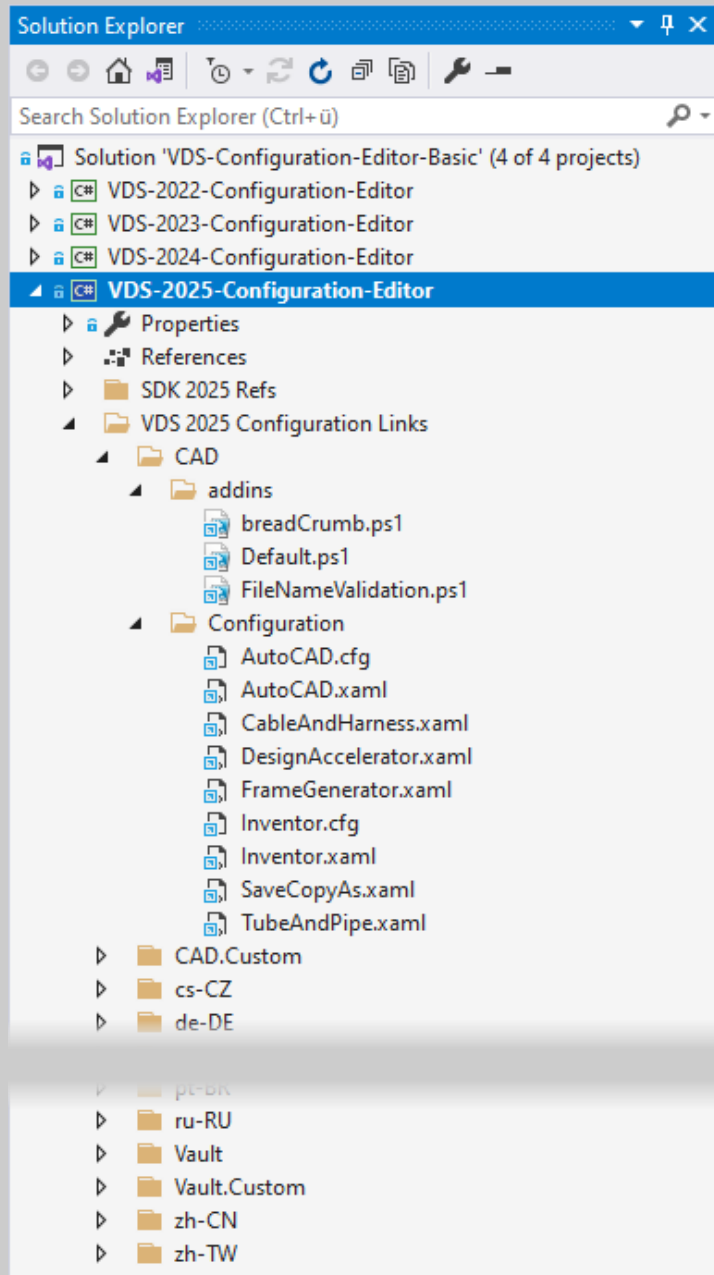 Solution Explorer
Search Solution Explorer (Ctrl+ü)
Solution 'VDS-Configuration-Editor-Basic' (4 of 4 projects)
C# VDS-2022-Configuration-Editor
C# VDS-2023-Configuration-Editor
C# VDS-2024-Configuration-Editor
C# VDS-2025-Configuration-Editor
Properties
References
SDK 2025 Refs
VDS 2025 Configuration Links
CAD
addins
breadCrumb.ps1
Default.ps1
FileNameValidation.ps1
Configuration
AutoCAD.cfg
AutoCAD.xaml
CableAndHarness.xaml
DesignAccelerator.xaml
FrameGenerator.xaml
Inventor.cfg
Inventor.xaml
SaveCopyAs.xaml
TubeAndPipe.xaml
CAD.Custom
cs-CZ
de-DE
pt-BR
ru-RU
Vault
Vault.Custom
zh-CN
zh-TW